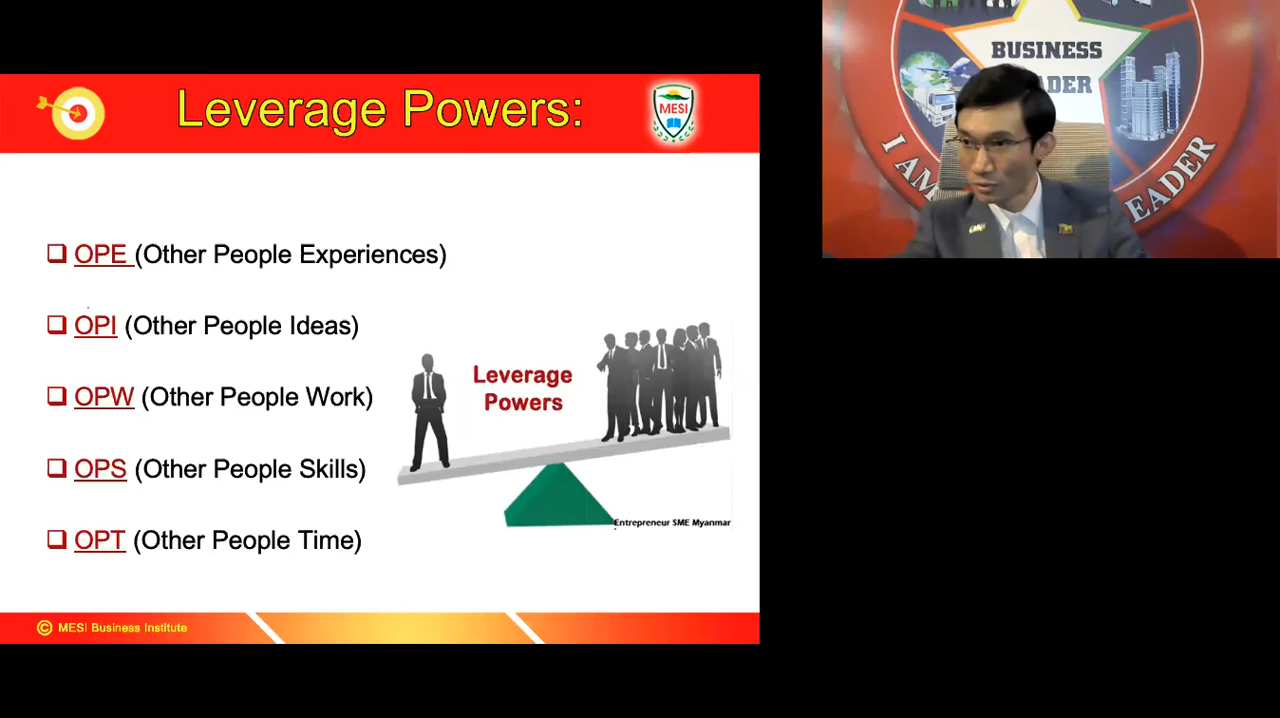 Leverage Powers:
MESI
OPE (Other People Experiences)
OPI (Other People Ideas)
OPW (Other People Work)
OPS (Other People Skills)
OPT (Other People Time)
Leverage
Powers
Entrepreneur SME Myanmar
© MESI Business Institute
BUSINESS
ADER
I AM
EADER